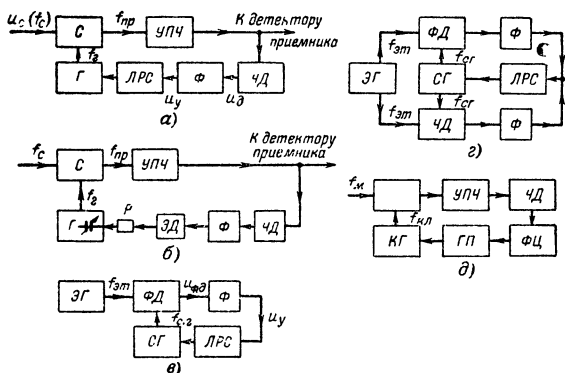 u_c(f_c) С f_пр УПЧ К детектору приемника
f_г
Г ЛРС Ф ЧД
u_у u_д
а)
f_c С f_пр УПЧ К детектору приемника
f_г
Г Р ЭД Ф ЧД
б)
ЭГ f_эт ФД u_ФД Ф
f_с.г u_у
СГ ЛРС
в)
f_эт ФД Ф
f_сг
ЭГ СГ ЛРС
f_сг
f_эт ЧД Ф
г)
f_м УПЧ ЧД
f_кл
КГ ГП ФЦ
д)